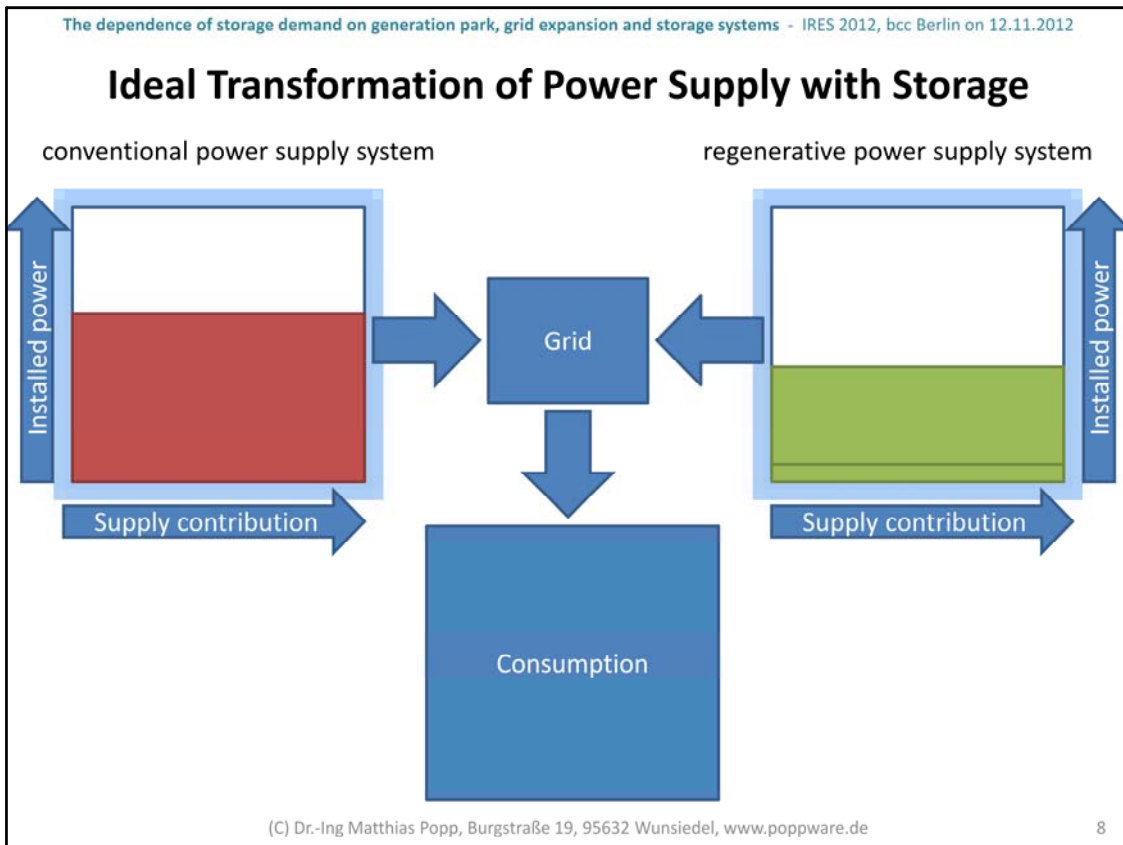 The dependence of storage demand on generation park, grid expansion and storage systems - IRES 2012, bcc Berlin on 12.11.2012
Ideal Transformation of Power Supply with Storage
conventional power supply system
regenerative power supply system
Installed power
Grid
Installed power
Supply contribution
Supply contribution
Consumption
(C) Dr.-Ing Matthias Popp, Burgstraße 19, 95632 Wunsiedel, www.poppware.de
8